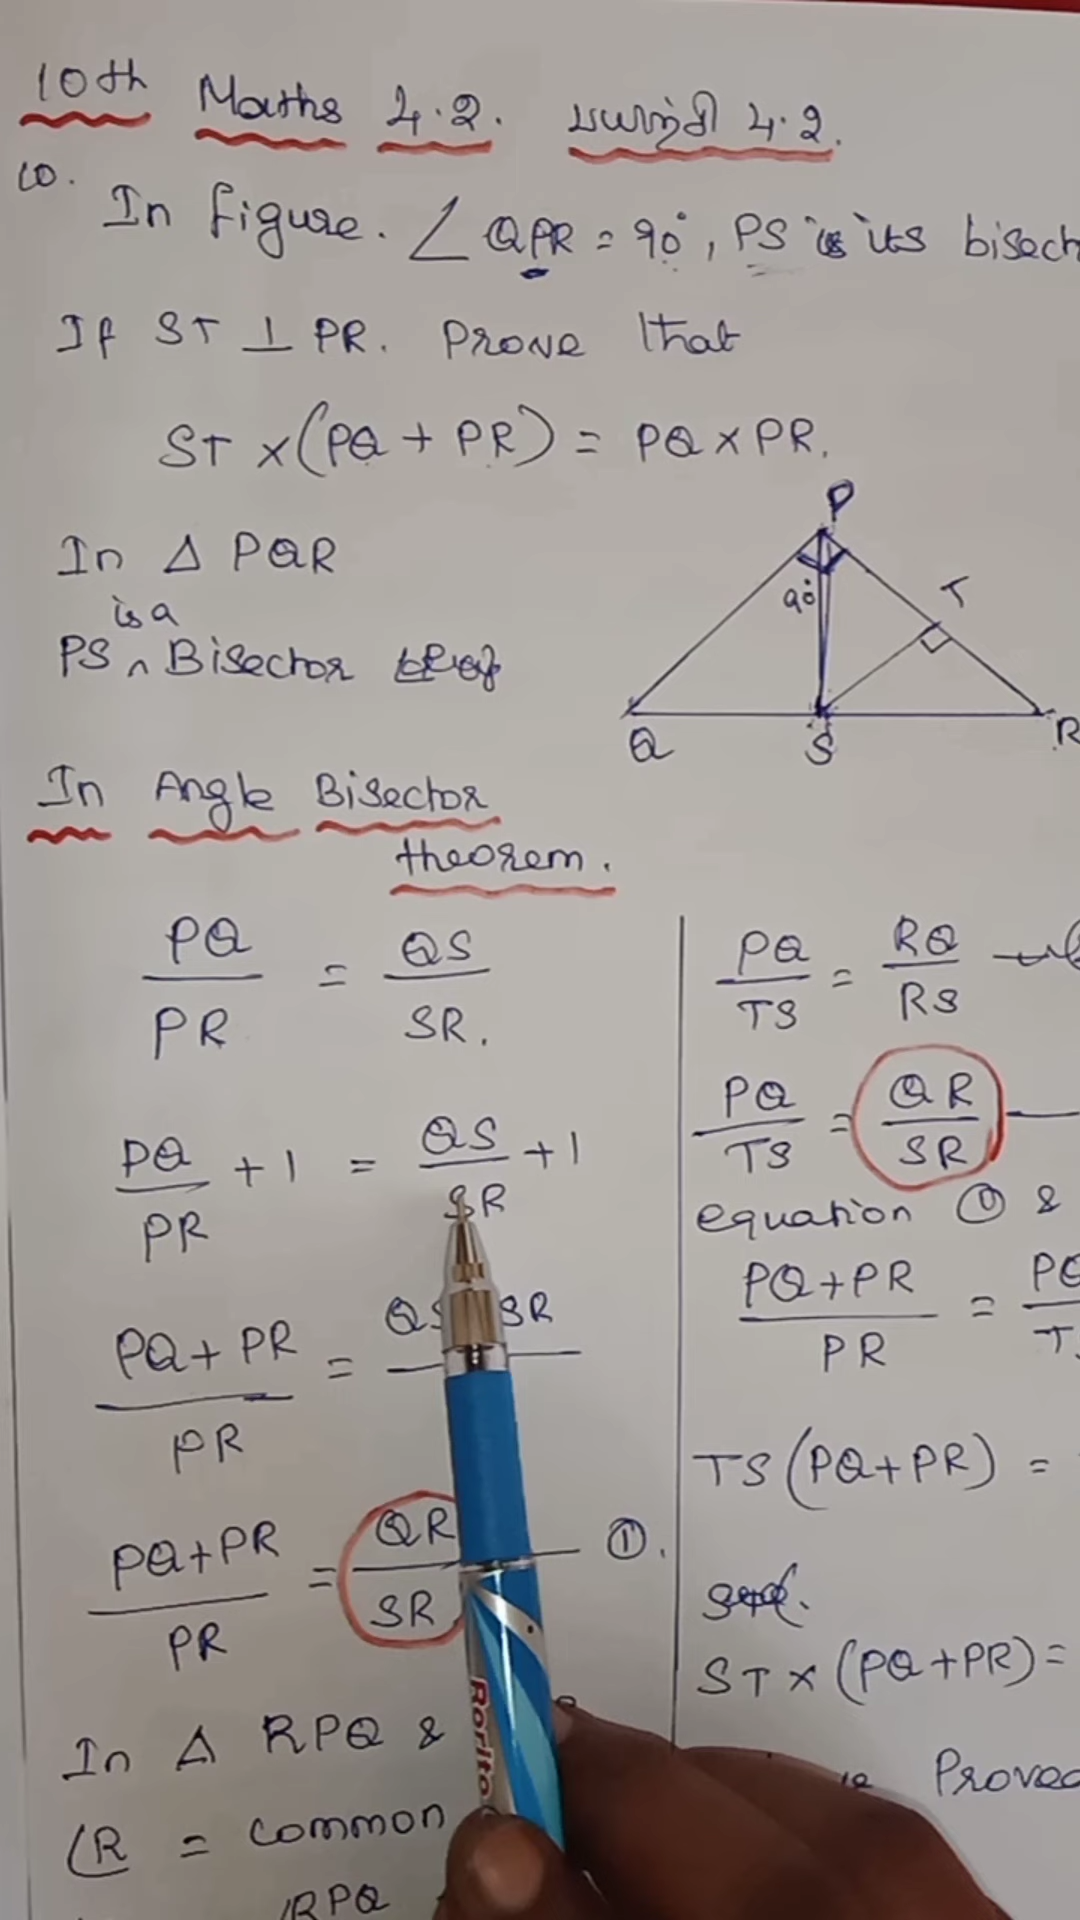 10th Maths 4.2. பயிற்சி 4.2.
10.
In figure. ∠QPR = 90°, PS is its
If ST ⊥ PR. Prove that
ST × (PQ + PR) = PQ × PR.
In Δ PQR
is a
PS ^ Bisector
P
90°
T
Q
S
R
In Angle Bisector
theorem.
PQ/PR = QS/SR.
PQ/PR + 1 = QS/SR + 1
PQ + PR/PR =
PQ+PR/PR = QR/SR ①.
In Δ RPQ &
∠R = common
∠RPQ
PQ/TS = RQ/RS
PQ/TS = QR/SR
equation ① &
PQ+PR/PR =
TS (PQ+PR) =
ST × (PQ+PR) =
Rorito